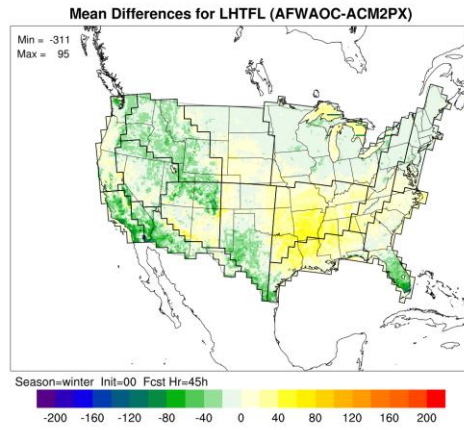 Mean Differences for LHTFL (AFWAOC-ACM2PX)
Min = -311
Max = 95
Season=winter Init=00 Fcst Hr=45h
-200 -160 -120 -80 -40 0 40 80 120 160 200